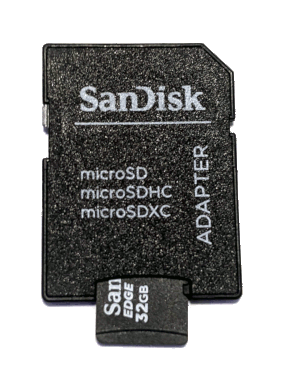 SanDisk
microSD
microSDHC
microSDXC
ADAPTER
San
EDGE
32GB